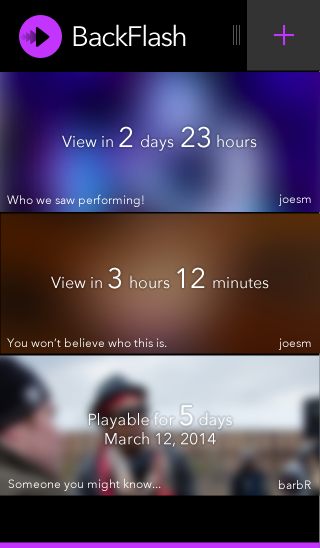 BackFlash
View in 2 days 23 hours
Who we saw performing! joesm
View in 3 hours 12 minutes
You won't believe who this is. joesm
Playable for 5 days
March 12, 2014
Someone you might know... barbR